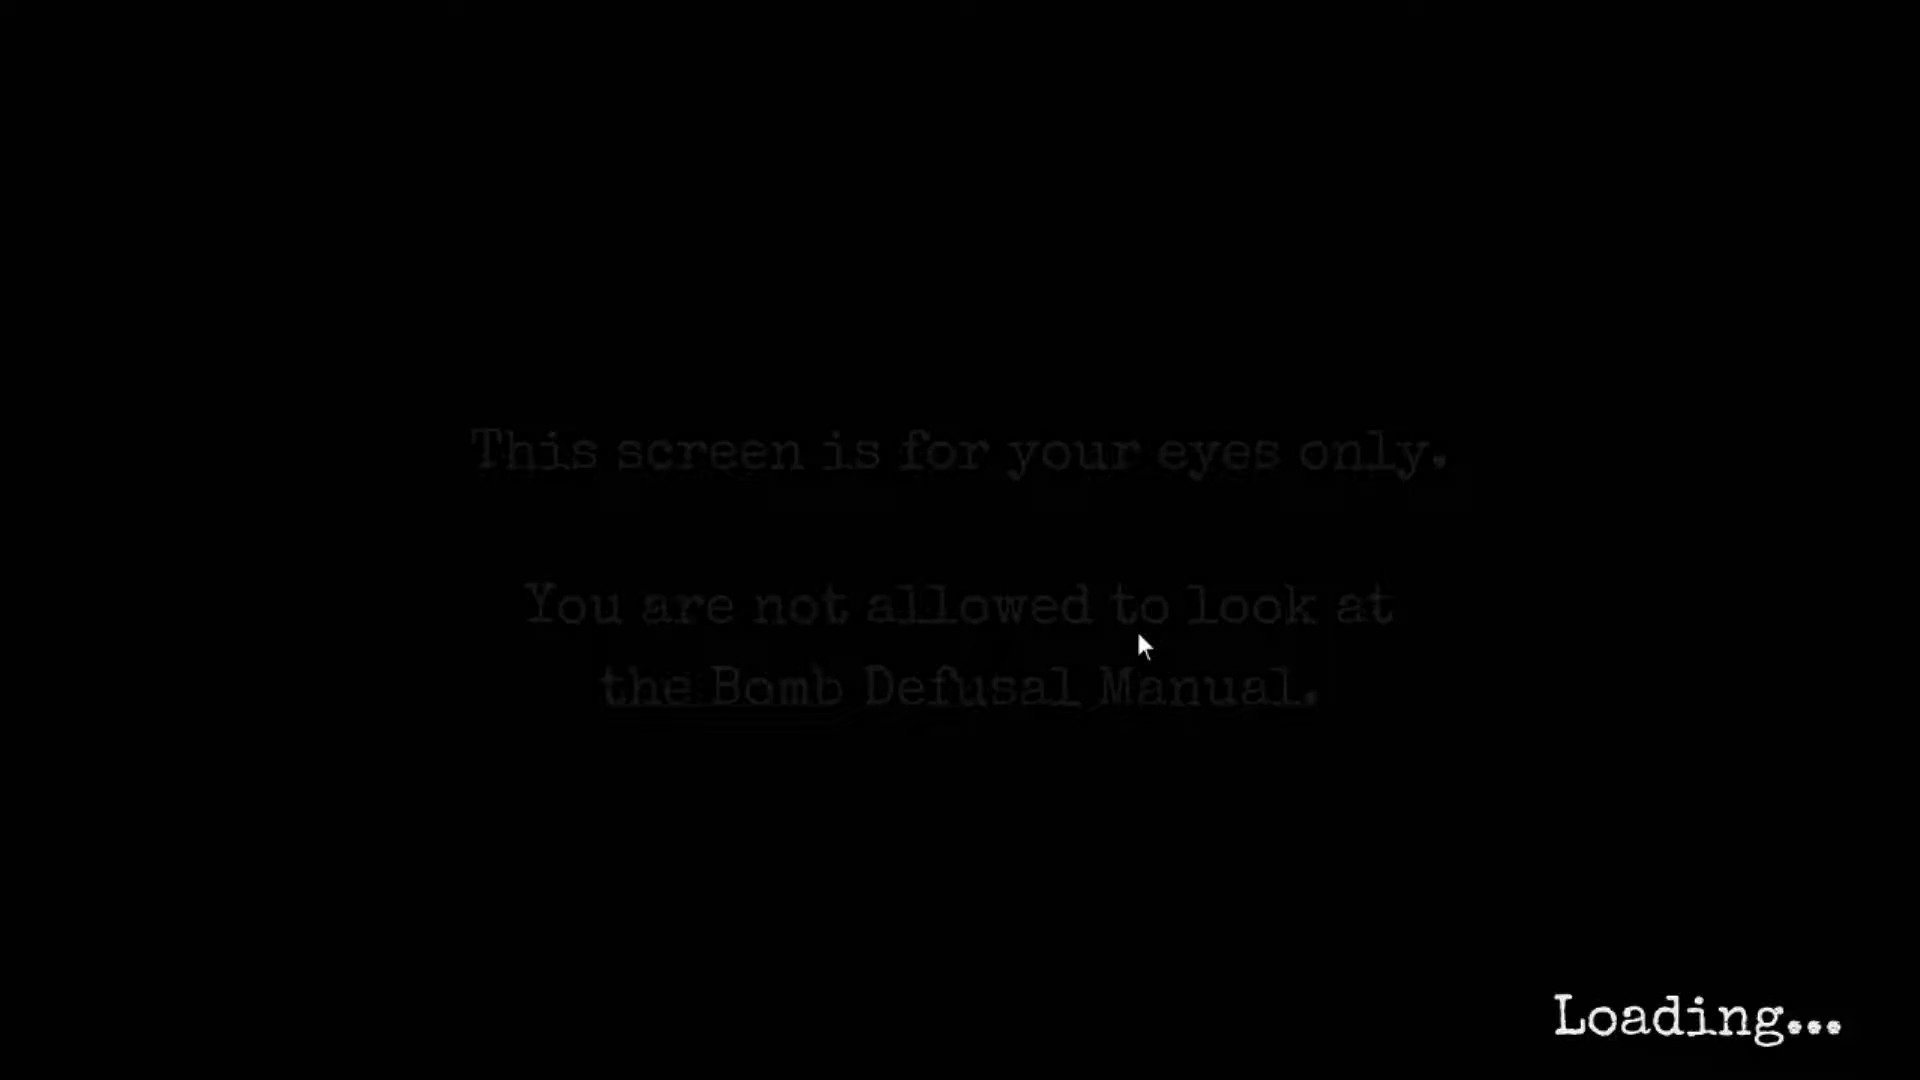 This screen is for your eyes only.
You are not allowed to look at
the Bomb Defusal Manual.
Loading...